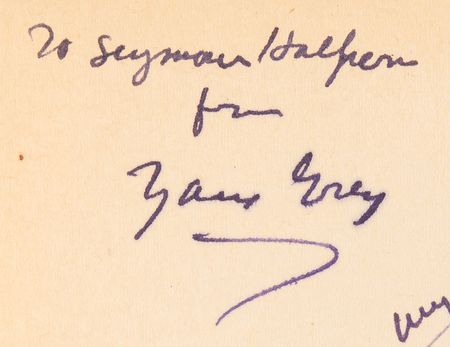 To Seymour Halpern
from
Zane Grey